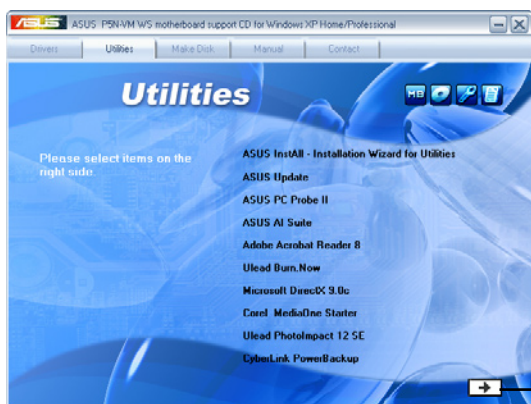 ASUS P5N-VM WS motherboard support CD for Windows XP Home/Professional
Drivers Utilities Make Disk Manual Contact
Utilities
MB
Please select items on the
right side.
ASUS InstAll - Installation Wizard for Utilities
ASUS Update
ASUS PC Probe II
ASUS AI Suite
Adobe Acrobat Reader 8
Ulead Burn.Now
Microsoft DirectX 9.0c
Corel MediaOne Starter
Ulead PhotoImpact 12 SE
CyberLink PowerBackup